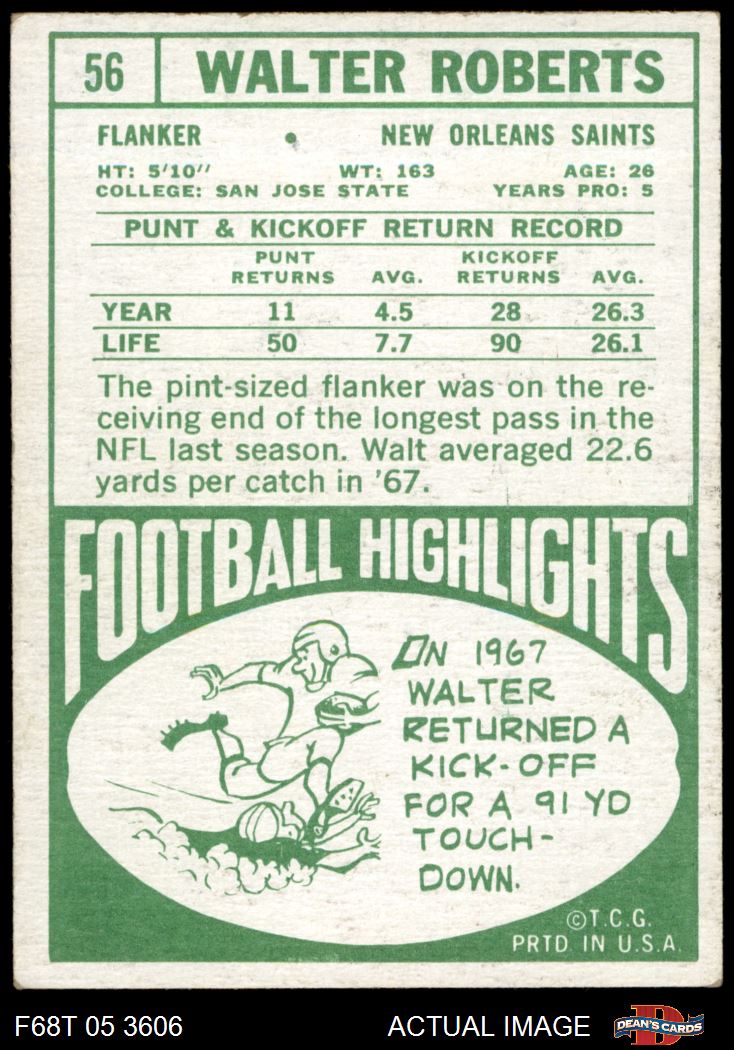 56 WALTER ROBERTS
FLANKER • NEW ORLEANS SAINTS
HT: 5'10" WT: 163 AGE: 26
COLLEGE: SAN JOSE STATE YEARS PRO: 5
PUNT & KICKOFF RETURN RECORD
PUNT KICKOFF
RETURNS AVG. RETURNS AVG.
YEAR 11 4.5 28 26.3
LIFE 50 7.7 90 26.1
The pint-sized flanker was on the re-
ceiving end of the longest pass in the
NFL last season. Walt averaged 22.6
yards per catch in '67.
FOOTBALL HIGHLIGHTS
ON 1967
WALTER
RETURNED A
KICK-OFF
FOR A 91 YD
TOUCH-
DOWN.
©T.C.G.
PRTD. IN U.S.A.
F68T 05 3606 ACTUAL IMAGE D DEAN'S CARDS